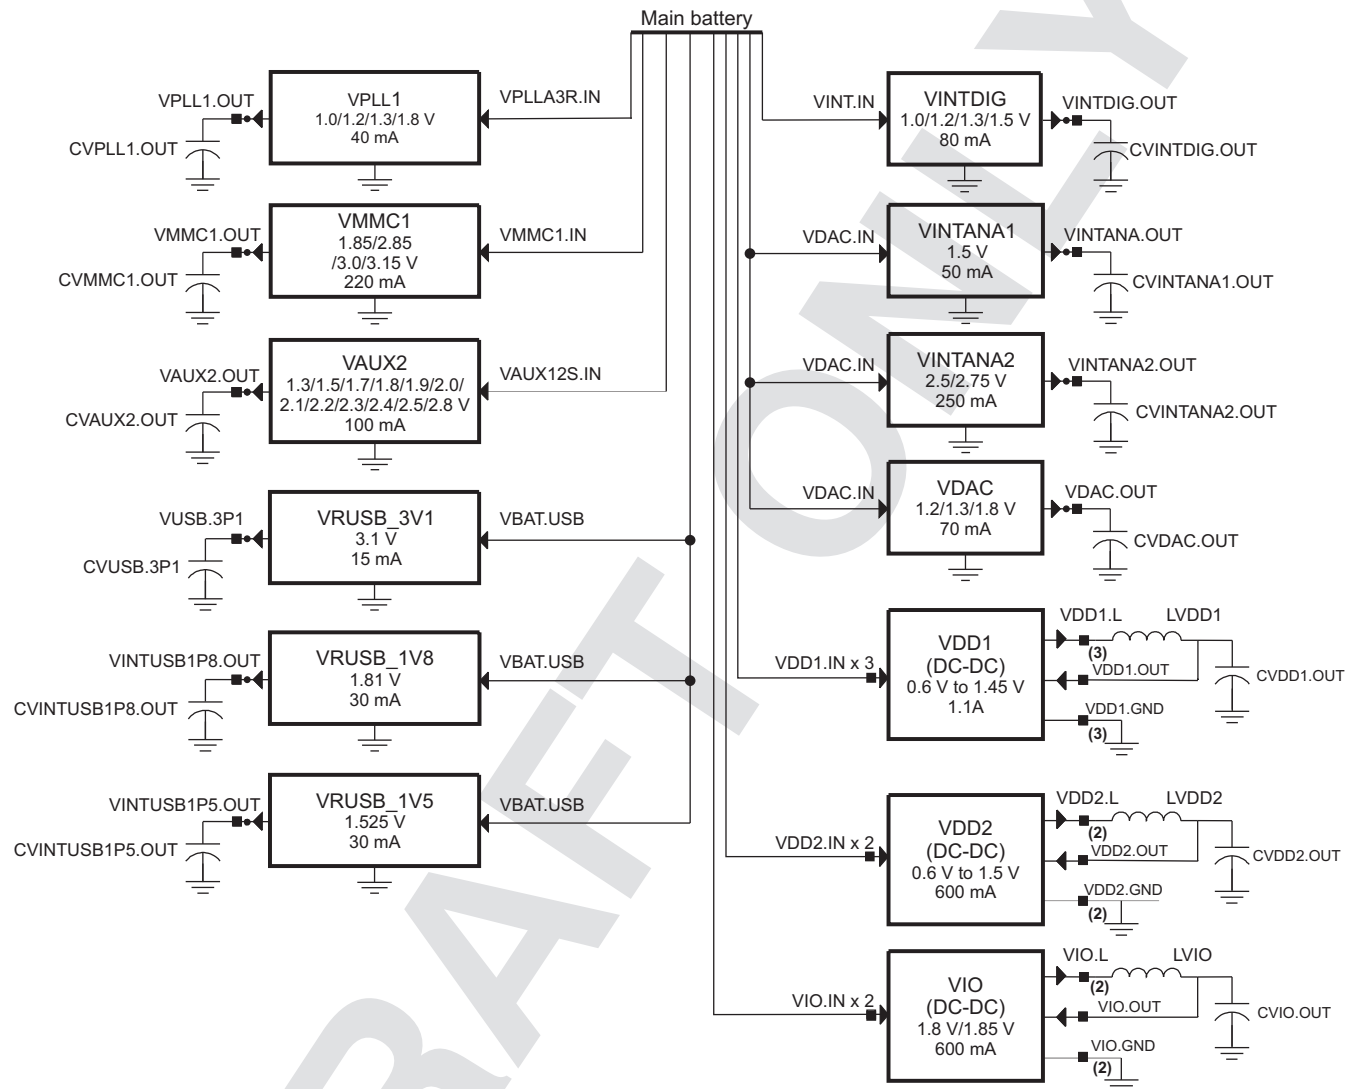 Main battery
VPLL1.OUT
CVPLL1.OUT
VPLL1
1.0/1.2/1.3/1.8 V
40 mA
VPLLA3R.IN
VMMC1.OUT
CVMMC1.OUT
VMMC1
1.85/2.85
/3.0/3.15 V
220 mA
VMMC1.IN
VAUX2.OUT
CVAUX2.OUT
VAUX2
1.3/1.5/1.7/1.8/1.9/2.0/
2.1/2.2/2.3/2.4/2.5/2.8 V
100 mA
VAUX12S.IN
VUSB.3P1
CVUSB.3P1
VRUSB_3V1
3.1 V
15 mA
VBAT.USB
VINTUSB1P8.OUT
CVINTUSB1P8.OUT
VRUSB_1V8
1.81 V
30 mA
VBAT.USB
VINTUSB1P5.OUT
CVINTUSB1P5.OUT
VRUSB_1V5
1.525 V
30 mA
VBAT.USB
VINT.IN
VINTDIG
1.0/1.2/1.3/1.5 V
80 mA
VINTDIG.OUT
CVINTDIG.OUT
VDAC.IN
VINTANA1
1.5 V
50 mA
VINTANA.OUT
CVINTANA1.OUT
VDAC.IN
VINTANA2
2.5/2.75 V
250 mA
VINTANA2.OUT
CVINTANA2.OUT
VDAC.IN
VDAC
1.2/1.3/1.8 V
70 mA
VDAC.OUT
CVDAC.OUT
VDD1.IN x 3
VDD1
(DC-DC)
0.6 V to 1.45 V
1.1A
VDD1.L
LVDD1
(3)
VDD1.OUT
CVDD1.OUT
VDD1.GND
(3)
VDD2.IN x 2
VDD2
(DC-DC)
0.6 V to 1.5 V
600 mA
VDD2.L
LVDD2
(2)
VDD2.OUT
CVDD2.OUT
VDD2.GND
(2)
VIO.IN x 2
VIO
(DC-DC)
1.8 V/1.85 V
600 mA
VIO.L
LVIO
(2)
VIO.OUT
CVIO.OUT
VIO.GND
(2)
RAFT ONLY